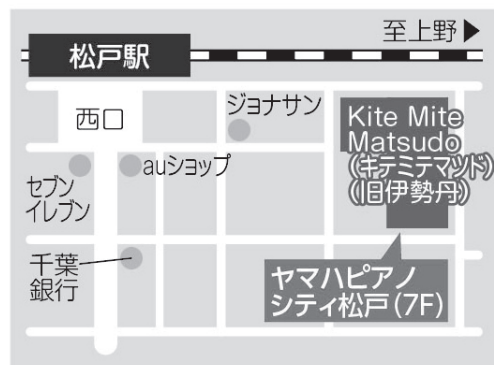 至上野▶
松戸駅
西口
ジョナサン
Kite Mite
Matsudo
(キテミテマツド)
(旧伊勢丹)
セブン
イレブン
auショップ
千葉
銀行
ヤマハピアノ
シティ松戸(7F)